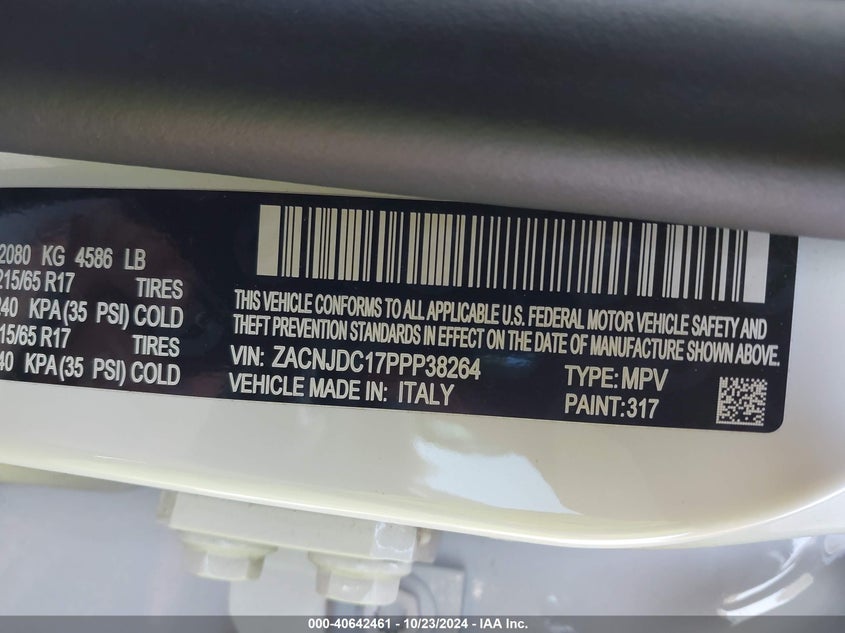 2080 KG 4586 LB
215/65 R17 TIRES
240 KPA(35 PSI) COLD
15/65 R17 TIRES
40 KPA(35 PSI) COLD
THIS VEHICLE CONFORMS TO ALL APPLICABLE U.S. FEDERAL MOTOR VEHICLE SAFETY AND
THEFT PREVENTION STANDARDS IN EFFECT ON THE DATE OF MANUFACTURE SHOWN ABOVE.
VIN: ZACNJDC17PPP38264 TYPE:MPV
VEHICLE MADE IN: ITALY PAINT:317
000-40642461 - 10/23/2024 - IAA Inc.